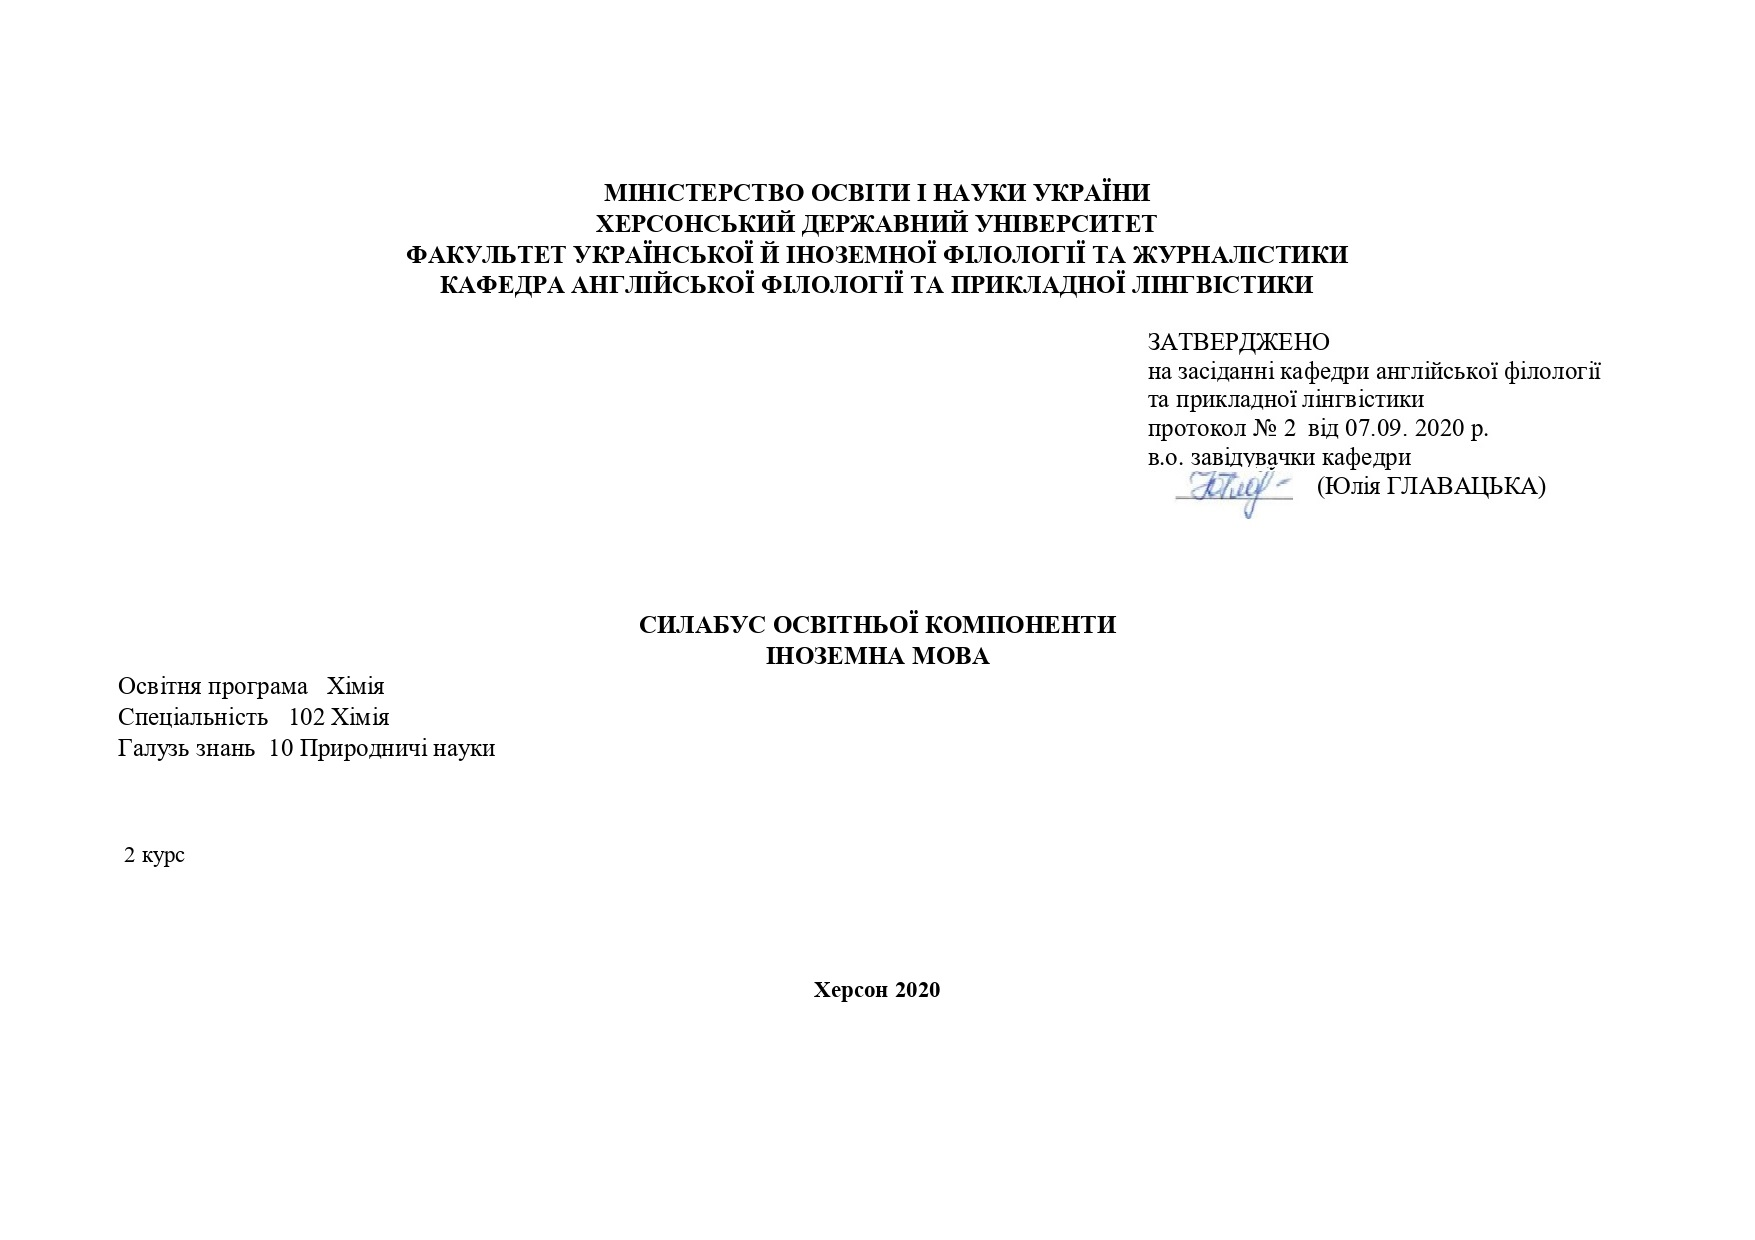 МІНІСТЕРСТВО ОСВІТИ І НАУКИ УКРАЇНИ
ХЕРСОНСЬКИЙ ДЕРЖАВНИЙ УНІВЕРСИТЕТ
ФАКУЛЬТЕТ УКРАЇНСЬКОЇ Й ІНОЗЕМНОЇ ФІЛОЛОГІЇ ТА ЖУРНАЛІСТИКИ
КАФЕДРА АНГЛІЙСЬКОЇ ФІЛОЛОГІЇ ТА ПРИКЛАДНОЇ ЛІНГВІСТИКИ
ЗАТВЕРДЖЕНО
на засіданні кафедри англійської філології
та прикладної лінгвістики
протокол № 2 від 07.09. 2020 р.
в.о. завідувачки кафедри
(Юлія ГЛАВАЦЬКА)
СИЛАБУС ОСВІТНЬОЇ КОМПОНЕНТИ
ІНОЗЕМНА МОВА
Освітня програма Хімія
Спеціальність 102 Хімія
Галузь знань 10 Природничі науки
2 курс
Херсон 2020